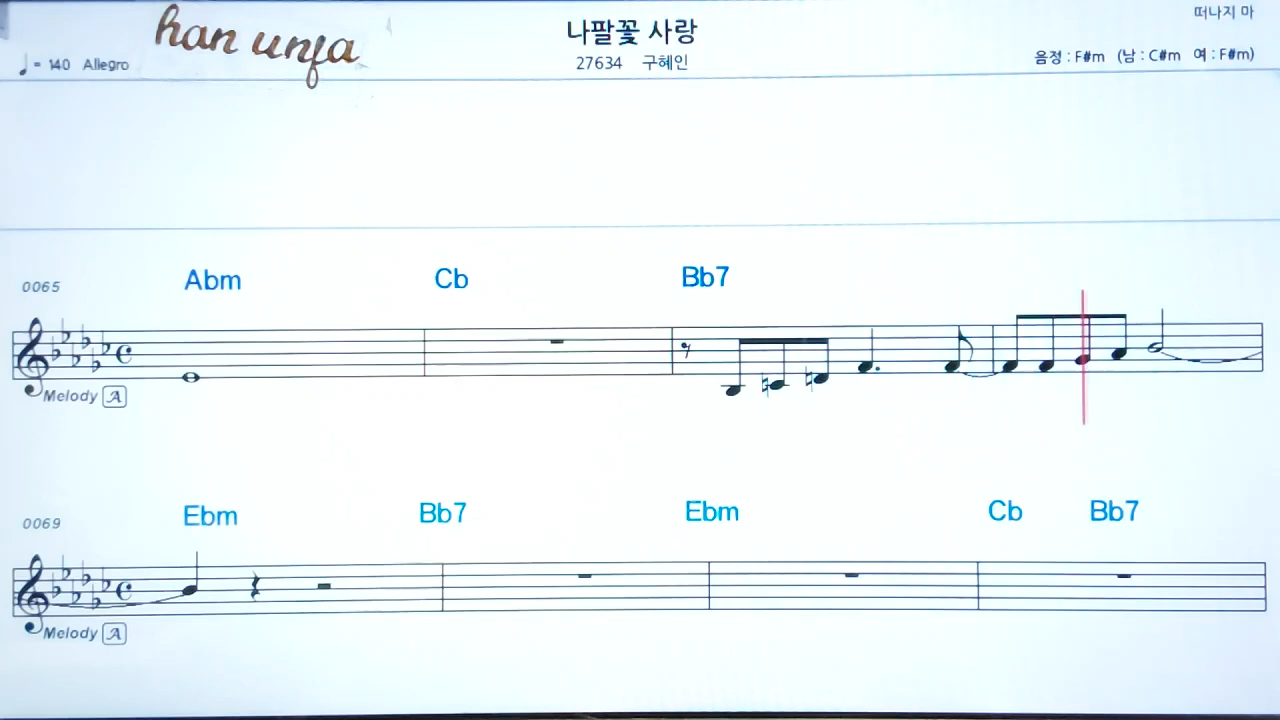 han unfa
나팔꽃 사랑
떠나지 마
♩ = 140 Allegro
27634 구혜인
음정 : F#m (남 : C#m 여 : F#m)
0065
Abm Cb Bb7
Melody A
0069
Ebm Bb7 Ebm Cb Bb7
Melody A